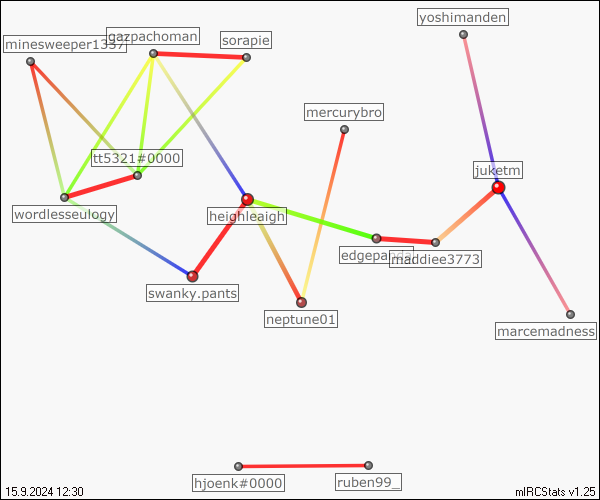 yoshimanden
gazpachoman
minesweeper1337
sorapie
mercurybro
tt5321#0000
juketm
wordlesseulogy
heighleaigh
edgepanda
maddiee3773
swanky.pants
neptune01
marcemadness
hjoenk#0000
ruben99_
15.9.2024 12:30
mIRCStats v1.25